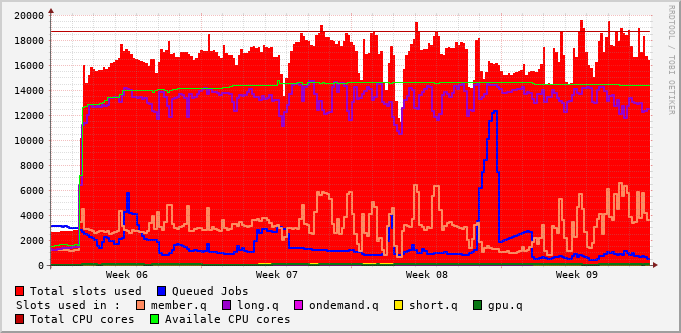 20000
18000
16000
14000
12000
10000
8000
6000
4000
2000
0
Week 06 Week 07 Week 08 Week 09
RRDTOOL / TOBI OETIKER
Total slots used Queued Jobs
Slots used in : member.q long.q ondemand.q short.q gpu.q
Total CPU cores Availale CPU cores